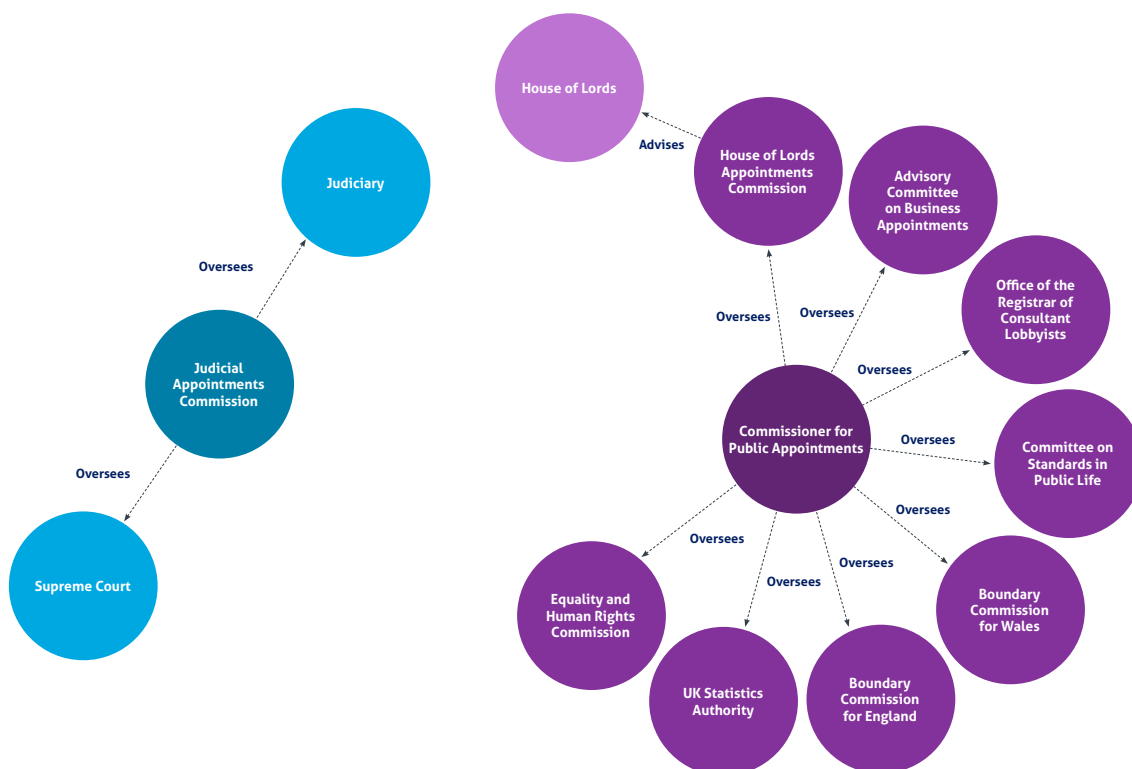 House of Lords
Advises
House of Lords
Appointments
Commission
Advisory
Committee
on Business
Appointments
Judiciary
Oversees
Office of the
Registrar of
Consultant
Lobbyists
Oversees
Oversees
Oversees
Judicial
Appointments
Commission
Commissioner for
Public Appointments
Oversees
Committee on
Standards in
Public Life
Oversees
Oversees
Oversees
Oversees
Oversees
Supreme Court
Equality and
Human Rights
Commission
Boundary
Commission
for Wales
UK Statistics
Authority
Boundary
Commission
for England